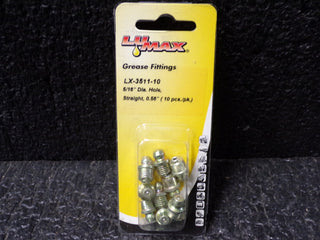 LUMAX
Grease Fittings
LX-3511-10
5/16" Dia. Hole,
Straight, 0.56" ( 10 pcs./pk.)